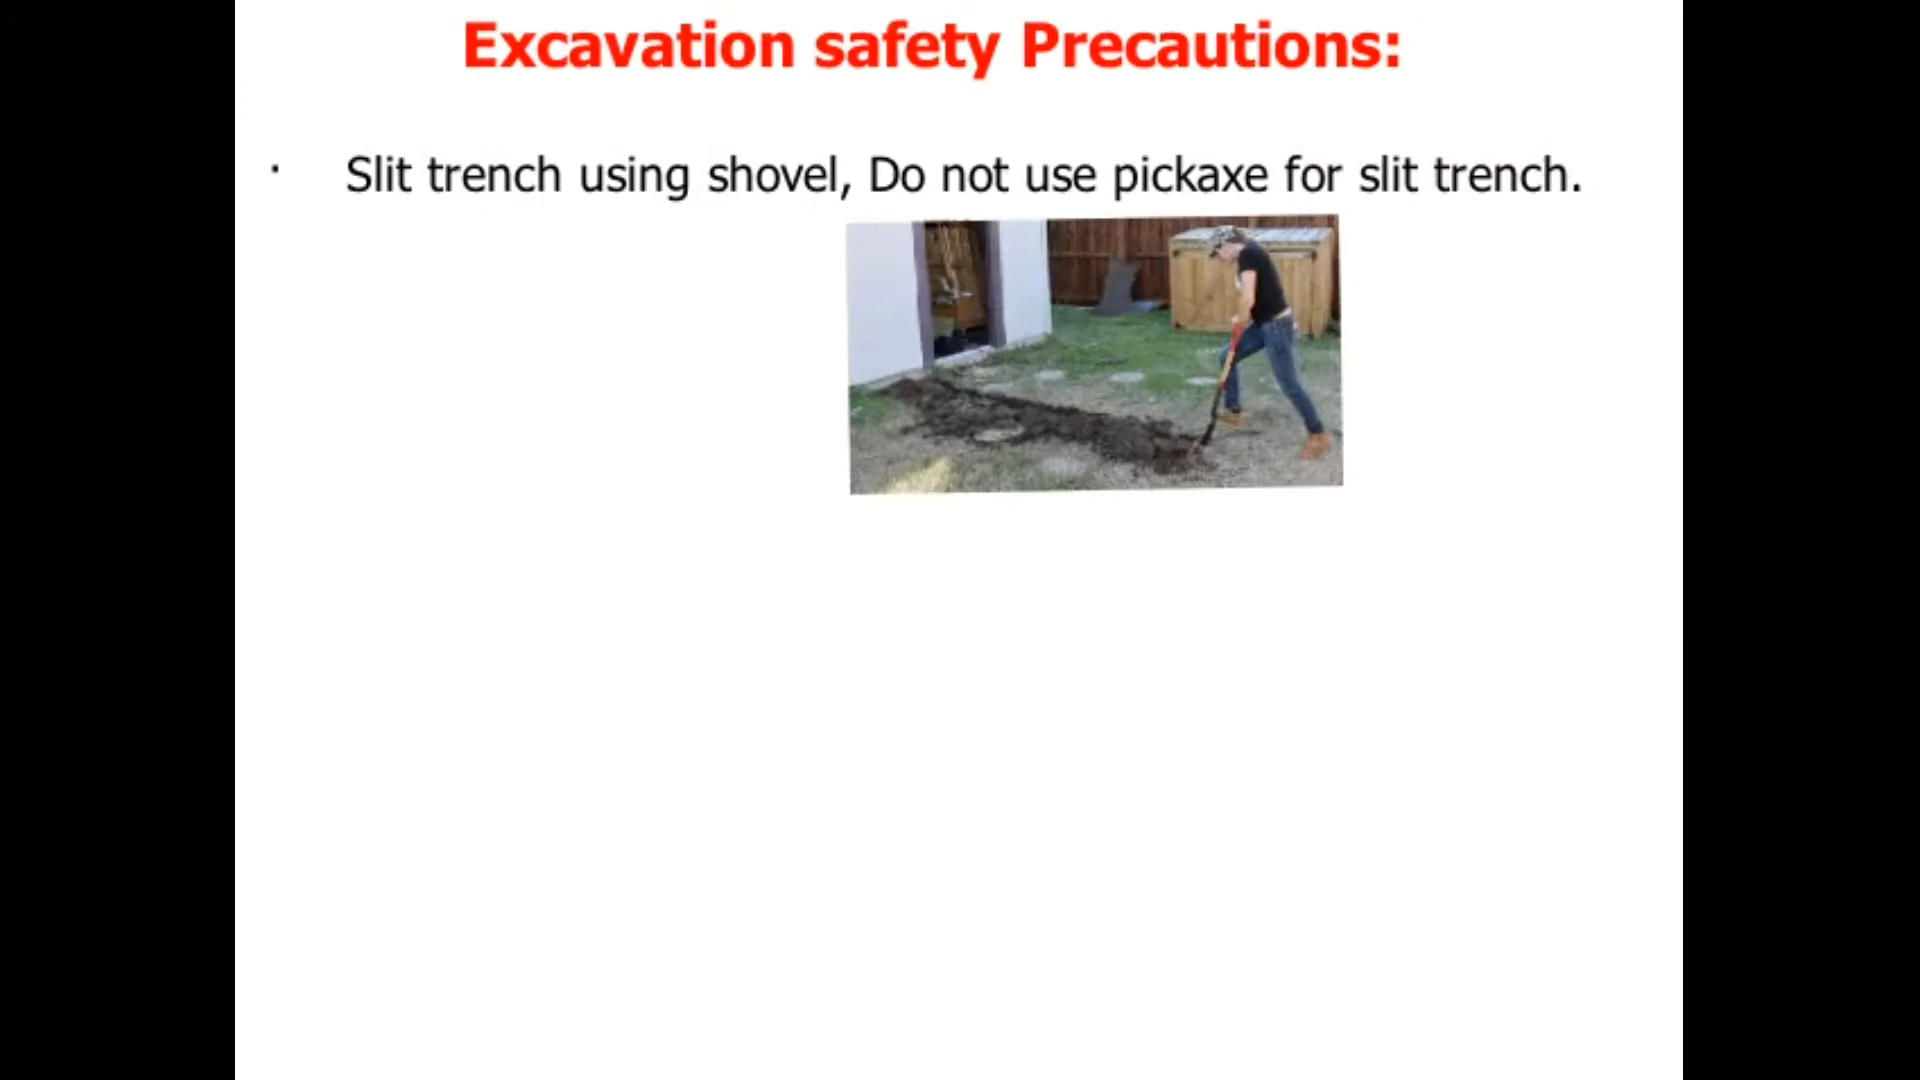 Excavation safety Precautions:
· Slit trench using shovel, Do not use pickaxe for slit trench.